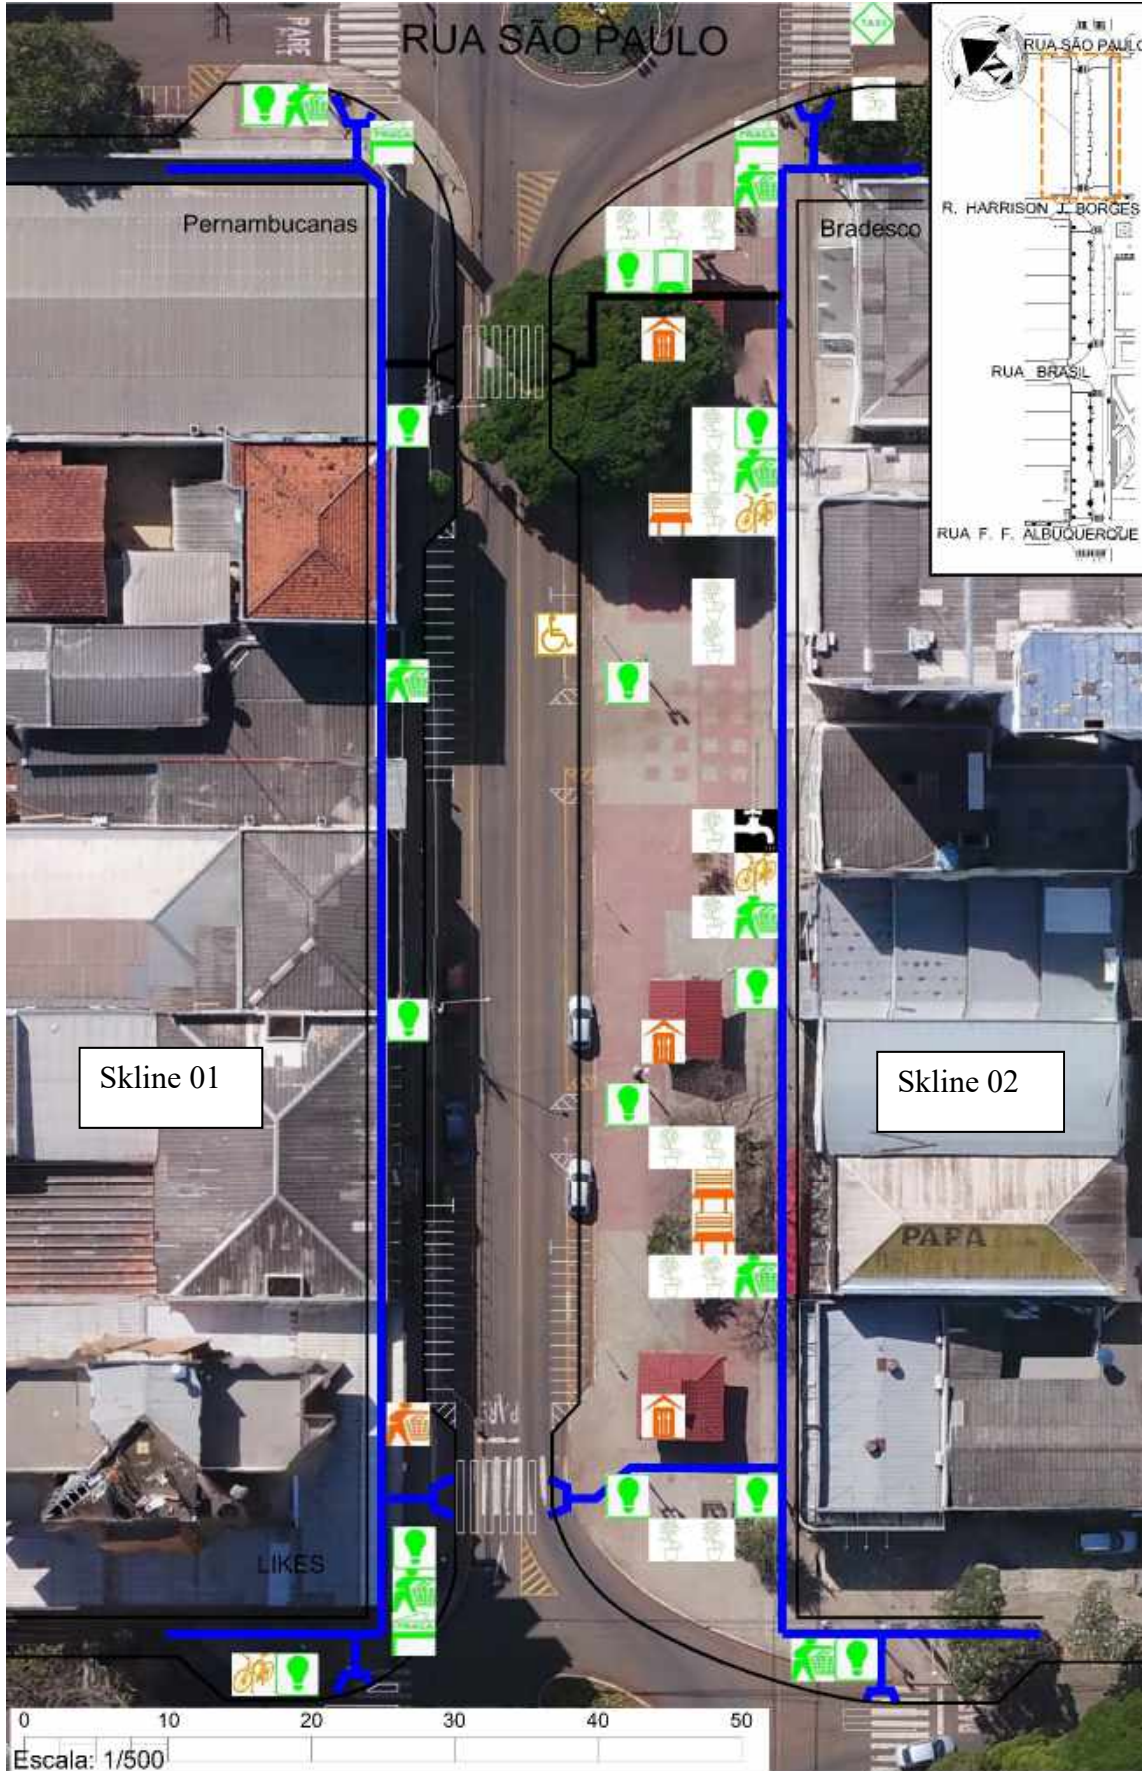 PARE
RUA SÃO PAULO
TAXI
RUA SÃO PAULO
N
PRAÇA
PRAÇA
Pernambucanas
Bradesco
R. HARRISON J. BORGES
RUA BRASIL
RUA F. F. ALBUQUERQUE
Skline 01
Skline 02
PAPA
PARE
LIKES
PRAÇA
0 10 20 30 40 50
Escala: 1/500